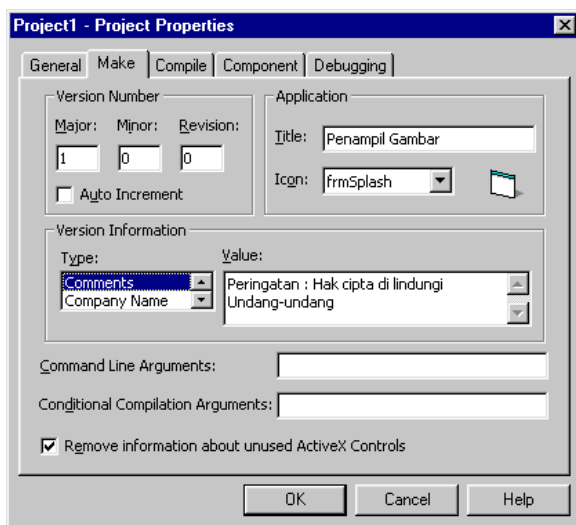 Project1 - Project Properties
General Make Compile Component Debugging
Version Number
Major: Minor: Revision:
1 0 0
Auto Increment
Application
Title: Penampil Gambar
Icon: frmSplash
Version Information
Type:
Comments
Company Name
Value:
Peringatan : Hak cipta di lindungi
Undang-undang
Command Line Arguments:
Conditional Compilation Arguments:
Remove information about unused ActiveX Controls
OK Cancel Help